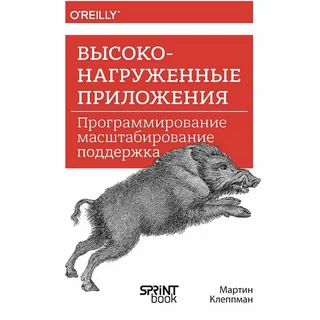 O'REILLY®
ВЫСОКО-
НАГРУЖЕННЫЕ
ПРИЛОЖЕНИЯ
Программирование
масштабирование
поддержка
SPRINT
book
Мартин
Клеппман